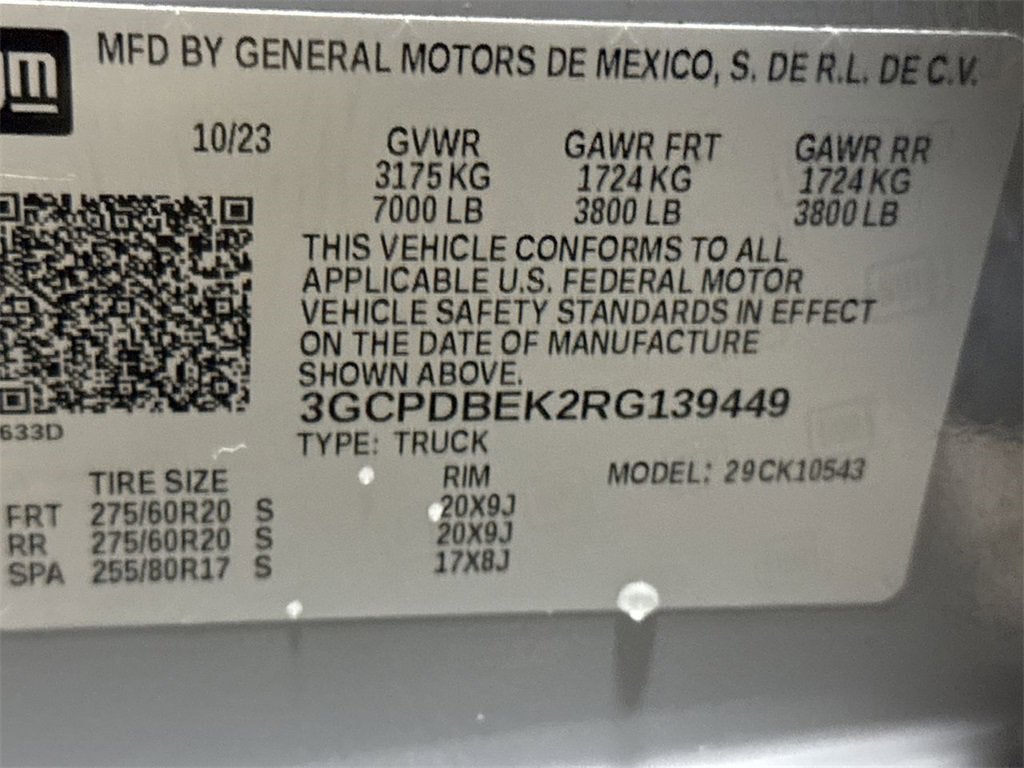 gm
MFD BY GENERAL MOTORS DE MEXICO, S. DE R.L. DE C.V.
10/23 GVWR GAWR FRT GAWR RR
3175 KG 1724 KG 1724 KG
7000 LB 3800 LB 3800 LB
THIS VEHICLE CONFORMS TO ALL
APPLICABLE U.S. FEDERAL MOTOR
VEHICLE SAFETY STANDARDS IN EFFECT
ON THE DATE OF MANUFACTURE
SHOWN ABOVE.
3GCPDBEK2RG139449
633D
TYPE: TRUCK
TIRE SIZE RIM MODEL: 29CK10543
FRT 275/60R20 S 20X9J
RR 275/60R20 S 20X9J
SPA 255/80R17 S 17X8J